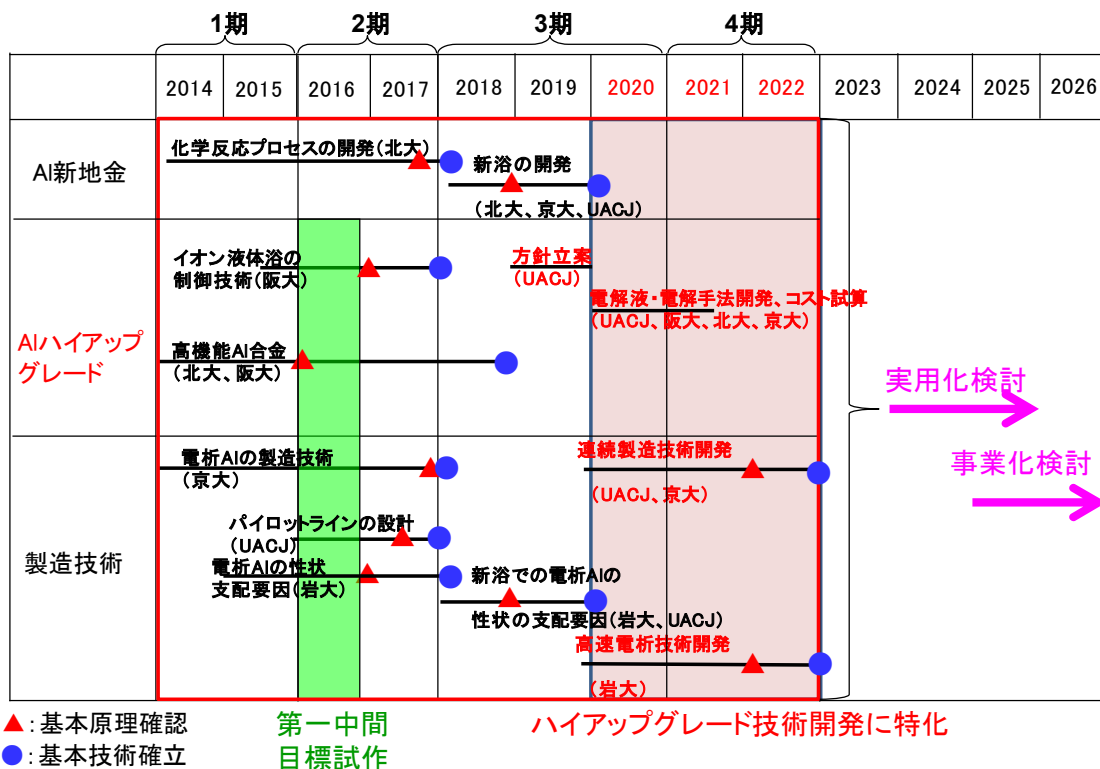 1期
2期
3期
4期
2014
2015
2016
2017
2018
2019
2020
2021
2022
2023
2024
2025
2026
Al新地金
化学反応プロセスの開発(北大)
新浴の開発
(北大、京大、UACJ)
Alハイアップ
グレード
イオン液体浴の
制御技術(阪大)
方針立案
(UACJ)
電解液・電解手法開発、コスト試算
(UACJ、阪大、北大、京大)
高機能Al合金
(北大、阪大)
実用化検討
製造技術
電析Alの製造技術
(京大)
連続製造技術開発
(UACJ、京大)
事業化検討
パイロットラインの設計
(UACJ)
電析Alの性状
支配要因(岩大)
新浴での電析Alの
性状の支配要因(岩大、UACJ)
高速電析技術開発
(岩大)
▲:基本原理確認
●:基本技術確立
第一中間
目標試作
ハイアップグレード技術開発に特化